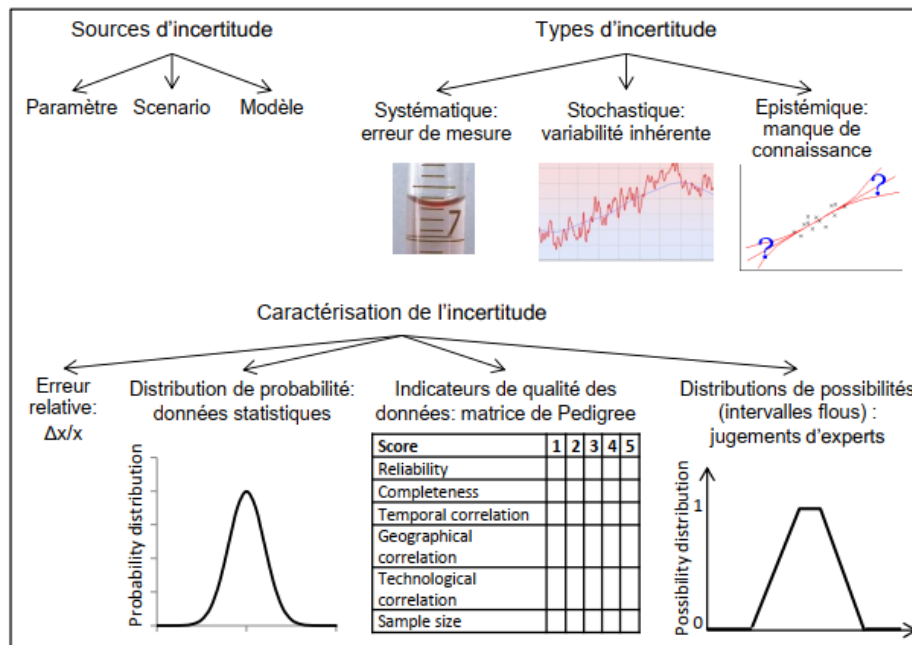 Sources d'incertitude
Types d'incertitude
Paramètre
Scenario
Modèle
Systématique:
erreur de mesure
Stochastique:
variabilité inhérente
Epistémique:
manque de
connaissance
7
?
?
Caractérisation de l'incertitude
Erreur
relative:
Δx/x
Distribution de probabilité:
données statistiques
Probability distribution
Indicateurs de qualité des
données: matrice de Pedigree
Score 1 2 3 4 5
Reliability
Completeness
Temporal correlation
Geographical
correlation
Technological
correlation
Sample size
Distributions de possibilités
(intervalles flous) :
jugements d'experts
Possibility distribution
1
0